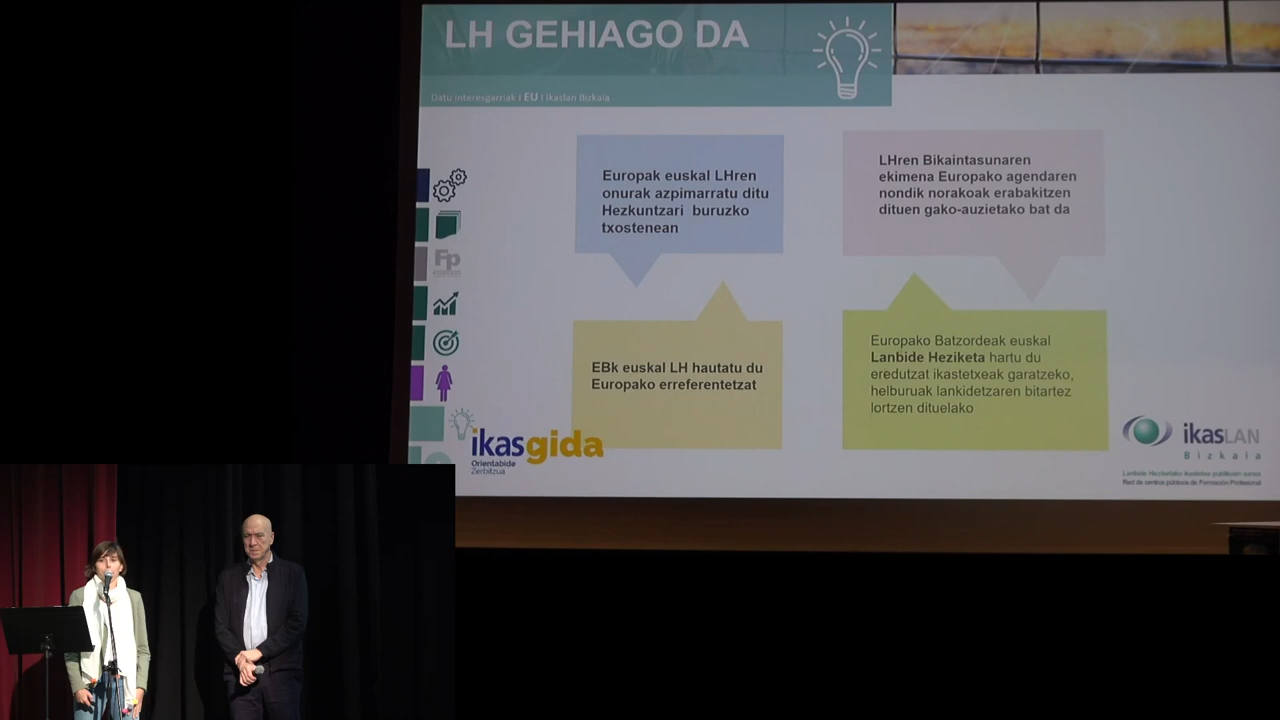 LH GEHIAGO DA
Datu interesgarriak I EU I Ikaslan Bizkaia
Europak euskal LHren
onurak azpimarratu ditu
Hezkuntzari buruzko
txostenean
LHren Bikaintasunaren
ekimena Europako agendaren
nondik norakoak erabakitzen
dituen gako-auzietako bat da
EBk euskal LH hautatu du
Europako erreferentetzat
Europako Batzordeak euskal
Lanbide Heziketa hartu du
eredutzat ikastetxeak garatzeko,
helburuak lankidetzaren bitartez
lortzen dituelako
Fp
ikasgida
Orientabide
Zerbitzua
ikasLAN
Bizkaia
Lanbide Heziketako ikastetxe publikoen sarea
Red de centros públicos de Formación Profesional